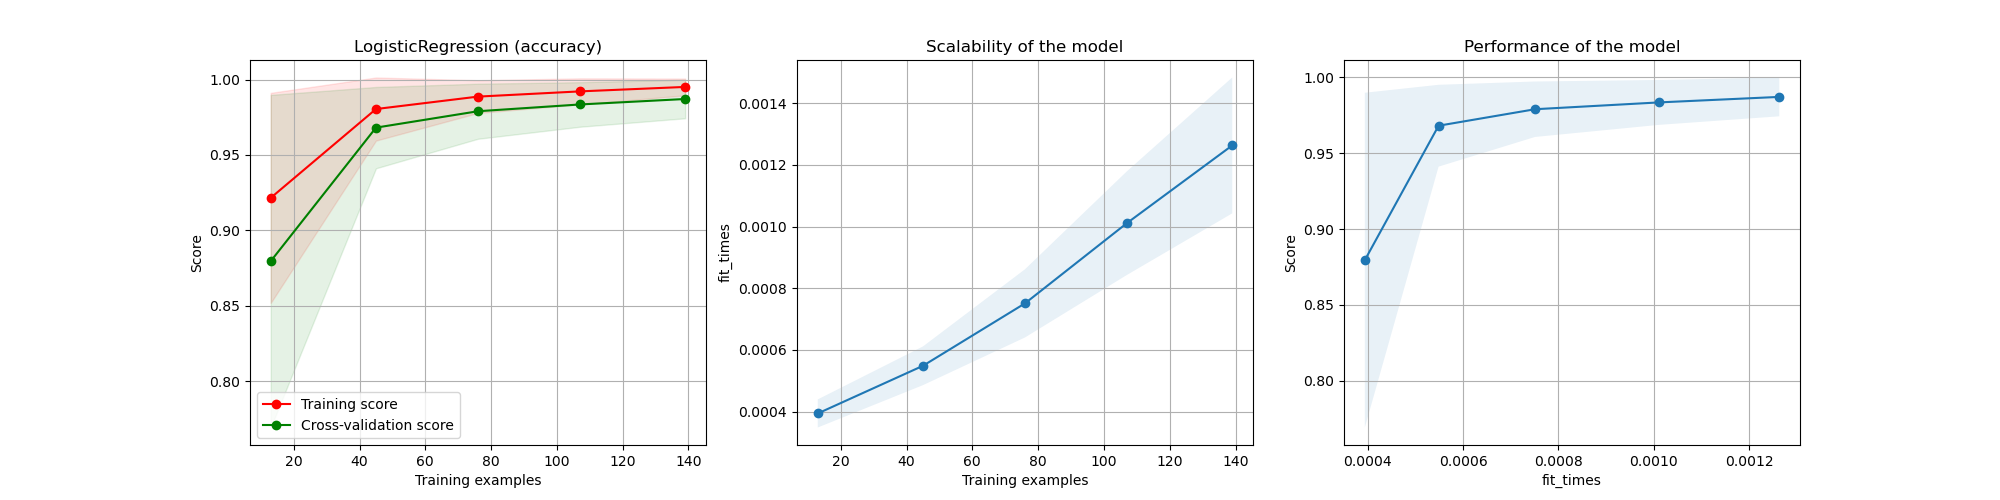 LogisticRegression (accuracy)
Score
1.00
0.95
0.90
0.85
0.80
Training score
Cross-validation score
20 40 60 80 100 120 140
Training examples
Scalability of the model
fit_times
0.0014
0.0012
0.0010
0.0008
0.0006
0.0004
20 40 60 80 100 120 140
Training examples
Performance of the model
Score
1.00
0.95
0.90
0.85
0.80
0.0004 0.0006 0.0008 0.0010 0.0012
fit_times